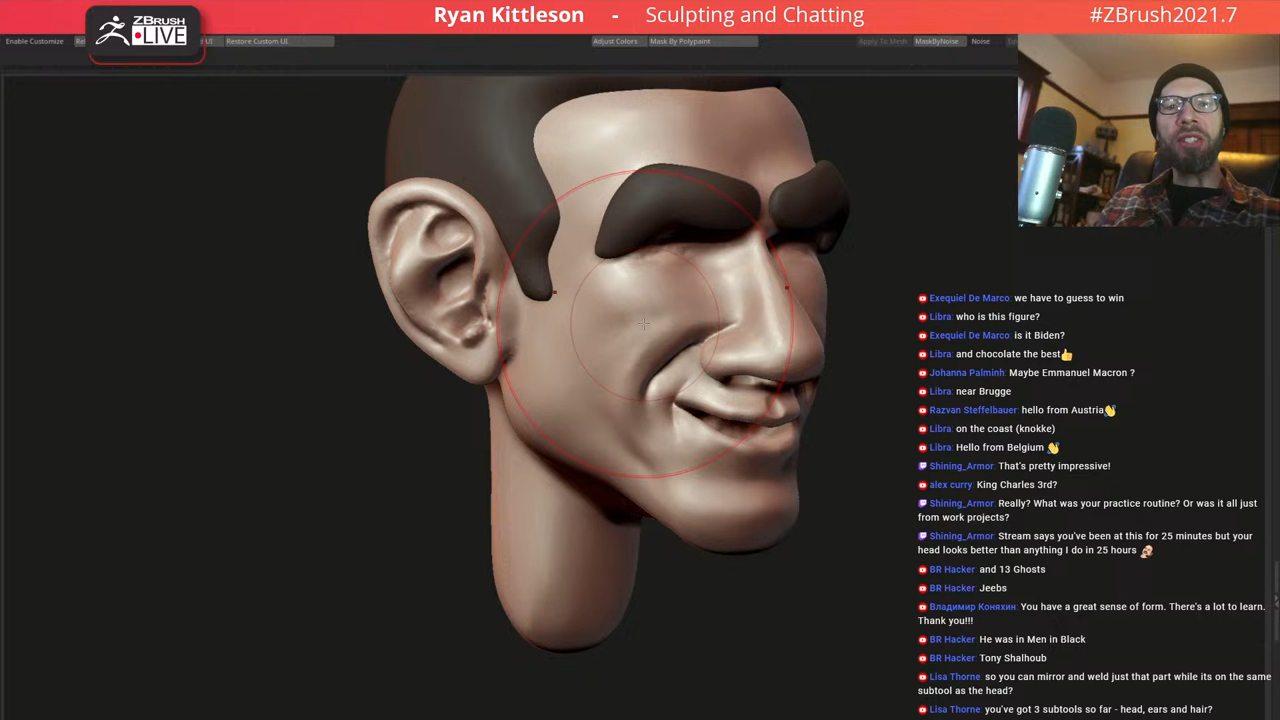 Ryan Kittleson - Sculpting and Chatting #ZBrush2021.7
ZBRUSH
LIVE
Enable Customize Re UI Restore Custom UI Adjust Colors Mask By Polypaint Apply To Mesh MaskByNoise Noise
Exequiel De Marco: we have to guess to win
Libra: who is this figure?
Exequiel De Marco: is it Biden?
Libra: and chocolate the best👍
Johanna Palminh: Maybe Emmanuel Macron ?
Libra: near Brugge
Razvan Steffelbauer: hello from Austria👋
Libra: on the coast (knokke)
Libra: Hello from Belgium 👋
Shining_Armor: That's pretty impressive!
alex curry: King Charles 3rd?
Shining_Armor: Really? What was your practice routine? Or was it all just
from work projects?
Shining_Armor: Stream says you've been at this for 25 minutes but your
head looks better than anything I do in 25 hours
BR Hacker: and 13 Ghosts
BR Hacker: Jeebs
Владимир Коняхин: You have a great sense of form. There's a lot to learn.
Thank you!!!
BR Hacker: He was in Men in Black
BR Hacker: Tony Shalhoub
Lisa Thorne: so you can mirror and weld just that part while its on the same
subtool as the head?
Lisa Thorne: you've got 3 subtools so far - head, ears and hair?